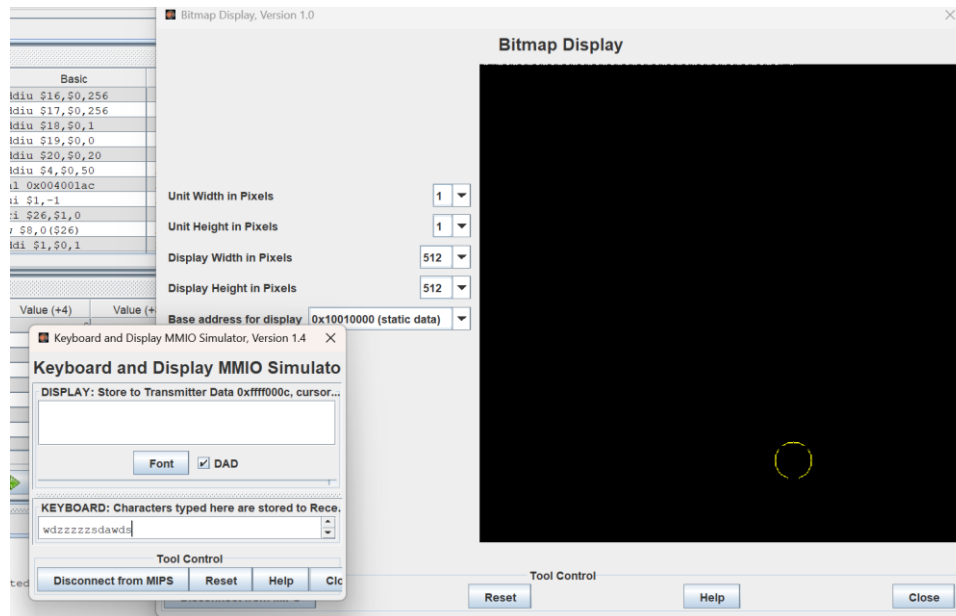 Bitmap Display, Version 1.0
Bitmap Display
Basic
ddiu $16,$0,256
ddiu $17,$0,256
ddiu $18,$0,1
ddiu $19,$0,0
ddiu $20,$0,20
ddiu $4,$0,50
al 0x004001ac
ui $1,-1
ri $26,$1,0
w $8,0($26)
ddi $1,$0,1
Unit Width in Pixels 1
Unit Height in Pixels 1
Display Width in Pixels 512
Display Height in Pixels 512
Base address for display 0x10010000 (static data)
Value (+4) Value (+
Keyboard and Display MMIO Simulator, Version 1.4
Keyboard and Display MMIO Simulato
DISPLAY: Store to Transmitter Data 0xffff000c, cursor...
Font DAD
KEYBOARD: Characters typed here are stored to Rece.
wdzzzzzsdawds
Tool Control
Disconnect from MIPS Reset Help Clo
ted
Tool Control
Reset Help Close